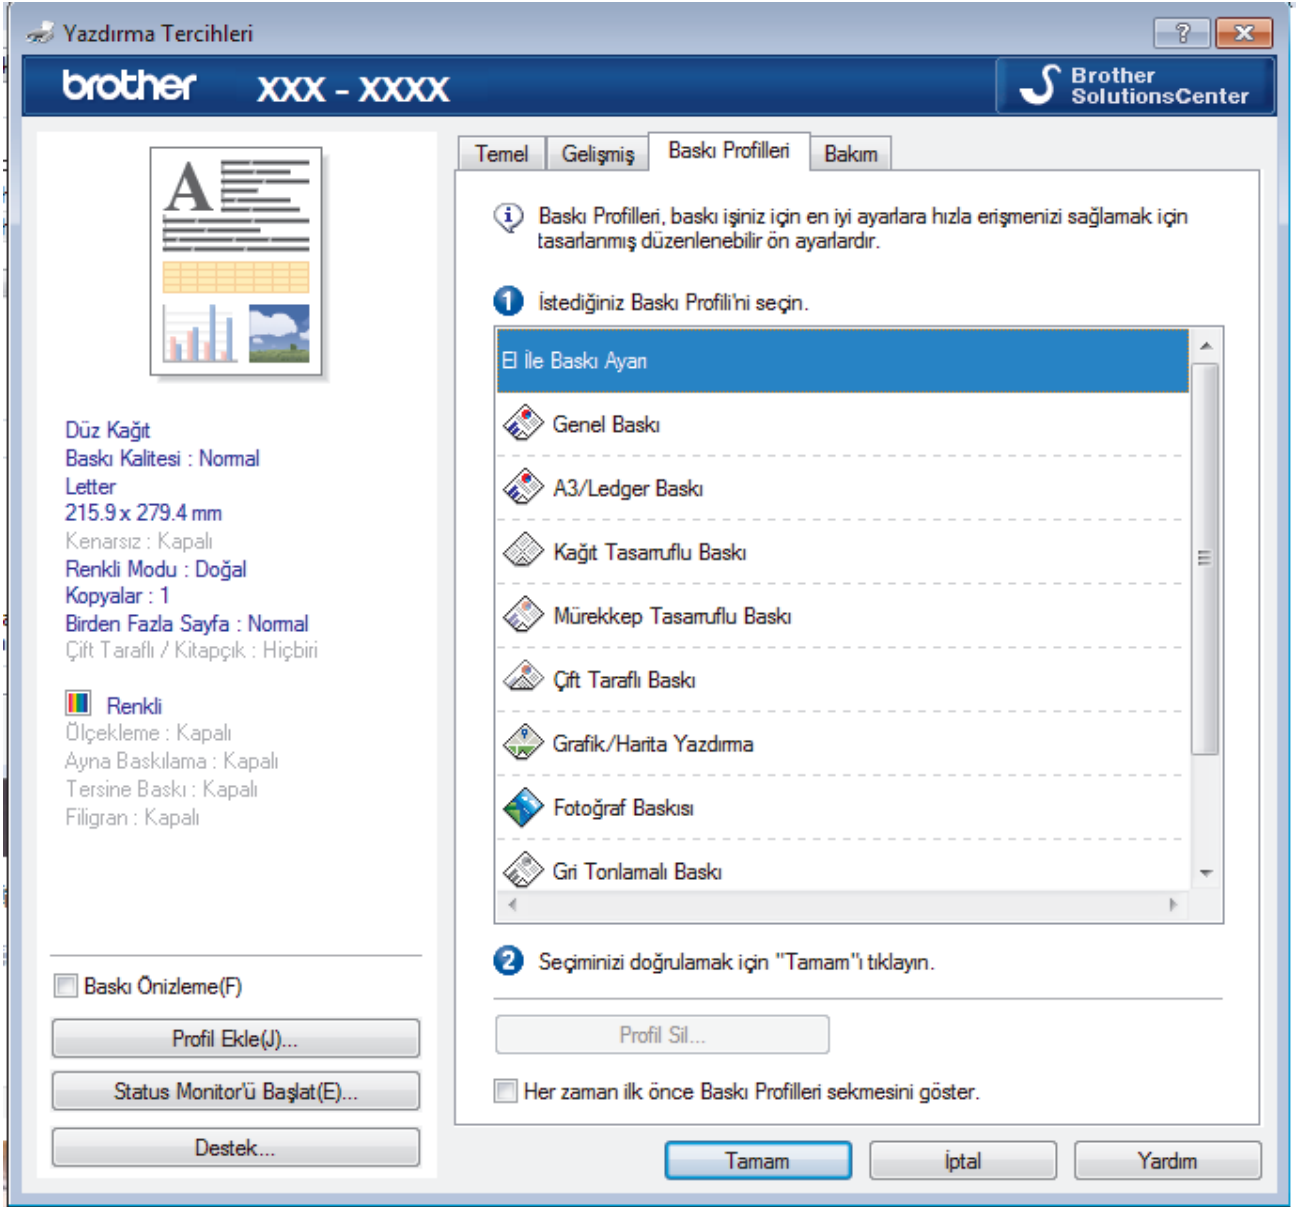 Yazdırma Tercihleri
?
brother XXX - XXXX
Brother
SolutionsCenter
A
Düz Kağıt
Baskı Kalitesi : Normal
Letter
215.9 x 279.4 mm
Kenarsız : Kapalı
Renkli Modu : Doğal
Kopyalar : 1
Birden Fazla Sayfa : Normal
Çift Taraflı / Kitapçık : Hiçbiri
Renkli
Ölçekleme : Kapalı
Ayna Baskılama : Kapalı
Tersine Baskı : Kapalı
Filigran : Kapalı
Baskı Önizleme(F)
Profil Ekle(J)...
Status Monitor'ü Başlat(E)...
Destek...
Temel Gelişmiş Baskı Profilleri Bakım
Baskı Profilleri, baskı işiniz için en iyi ayarlara hızla erişmenizi sağlamak için
tasarlanmış düzenlenebilir ön ayarlardır.
1 İstediğiniz Baskı Profili'ni seçin.
El İle Baskı Ayarı
Genel Baskı
A3/Ledger Baskı
Kağıt Tasarruflu Baskı
Mürekkep Tasarruflu Baskı
Çift Taraflı Baskı
Grafik/Harita Yazdırma
Fotoğraf Baskısı
Gri Tonlamalı Baskı
2 Seçiminizi doğrulamak için "Tamam"ı tıklayın.
Profil Sil...
Her zaman ilk önce Baskı Profilleri sekmesini göster.
Tamam İptal Yardım